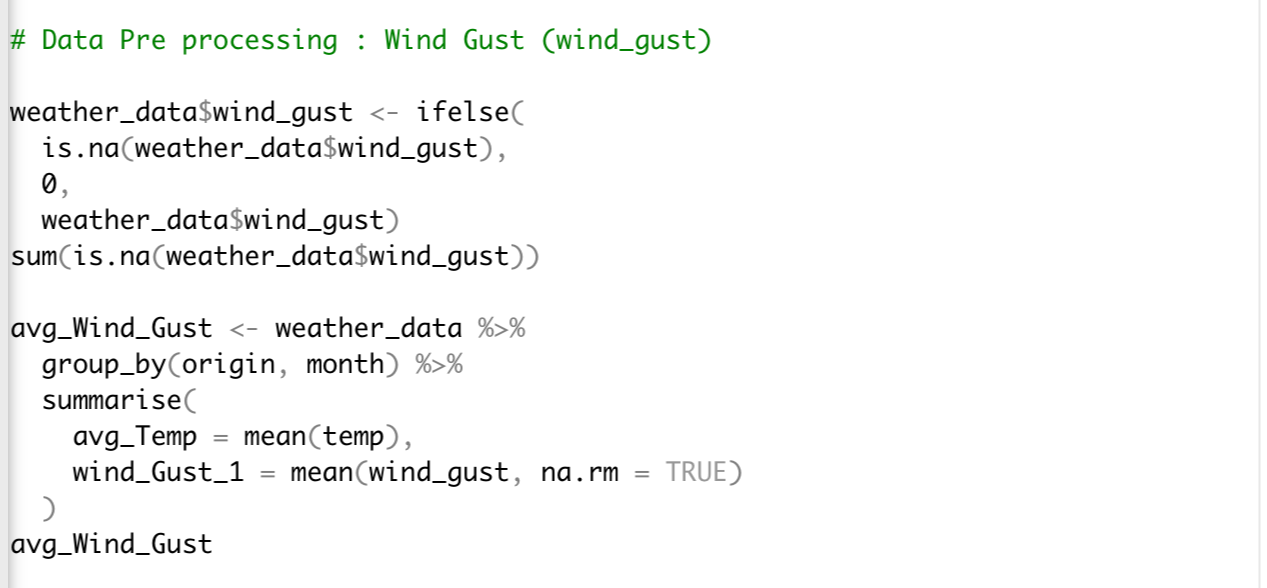 # Data Pre processing : Wind Gust (wind_gust)
weather_data$wind_gust <- ifelse(
  is.na(weather_data$wind_gust),
  0,
  weather_data$wind_gust)
sum(is.na(weather_data$wind_gust))
avg_Wind_Gust <- weather_data %>%
  group_by(origin, month) %>%
  summarise(
    avg_Temp = mean(temp),
    wind_Gust_1 = mean(wind_gust, na.rm = TRUE)
  )
avg_Wind_Gust